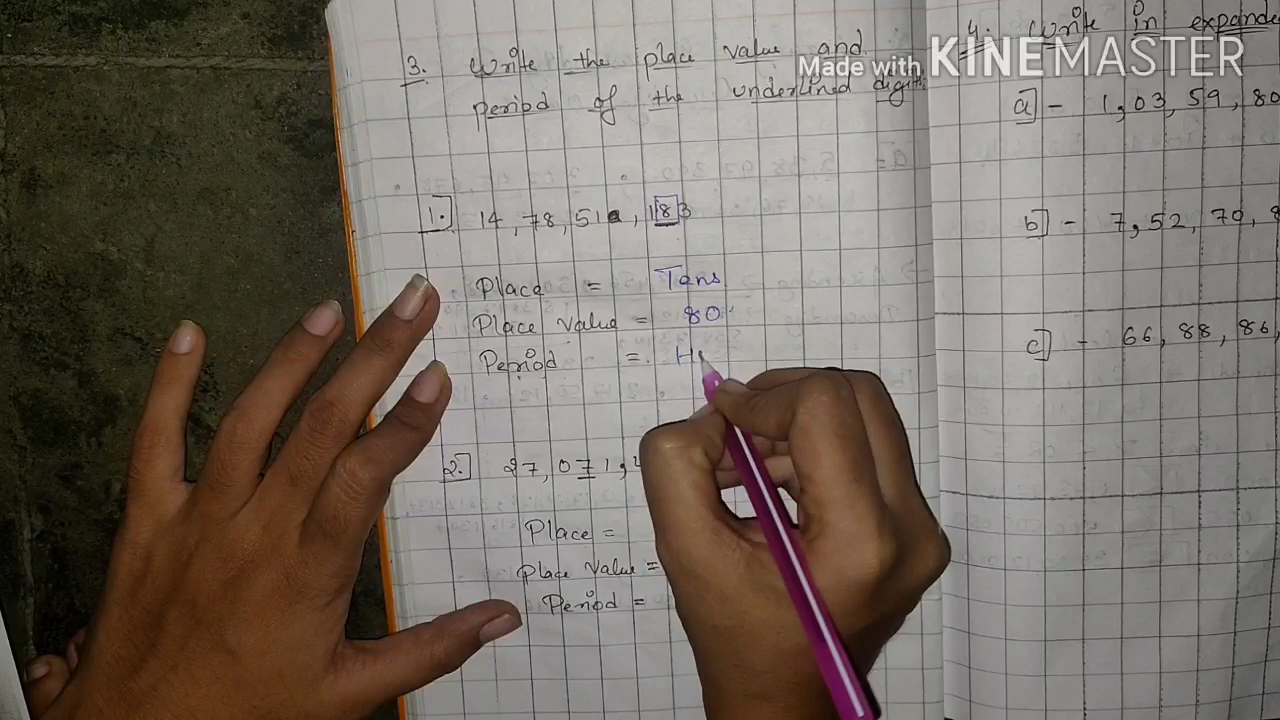 3. Write the place value and
period of the underlined digit
1.] 14,78,51,183
Place = Tens
Place value = 80
Period =
2.] 27,071,
Place =
Place value =
Period =
4. Write in expande
a] - 1,03,59,80
b] - 7,52,70,
c] - 66,88,86,
Made with KINEMASTER